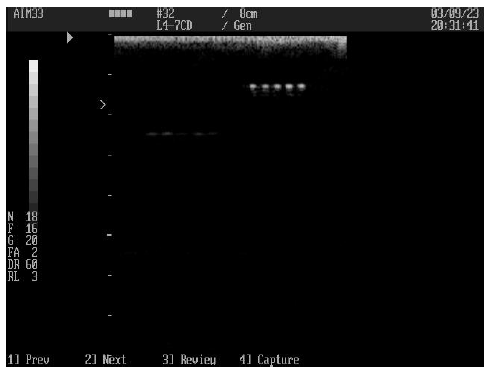 AIM33 #32 / 0cm 03/09/23
L4-7CD / Gen 20:31:41
N 18
F 16
G 20
FA 2
DR 60
RL 3
1] Prev 2] Next 3] Review 4] Capture